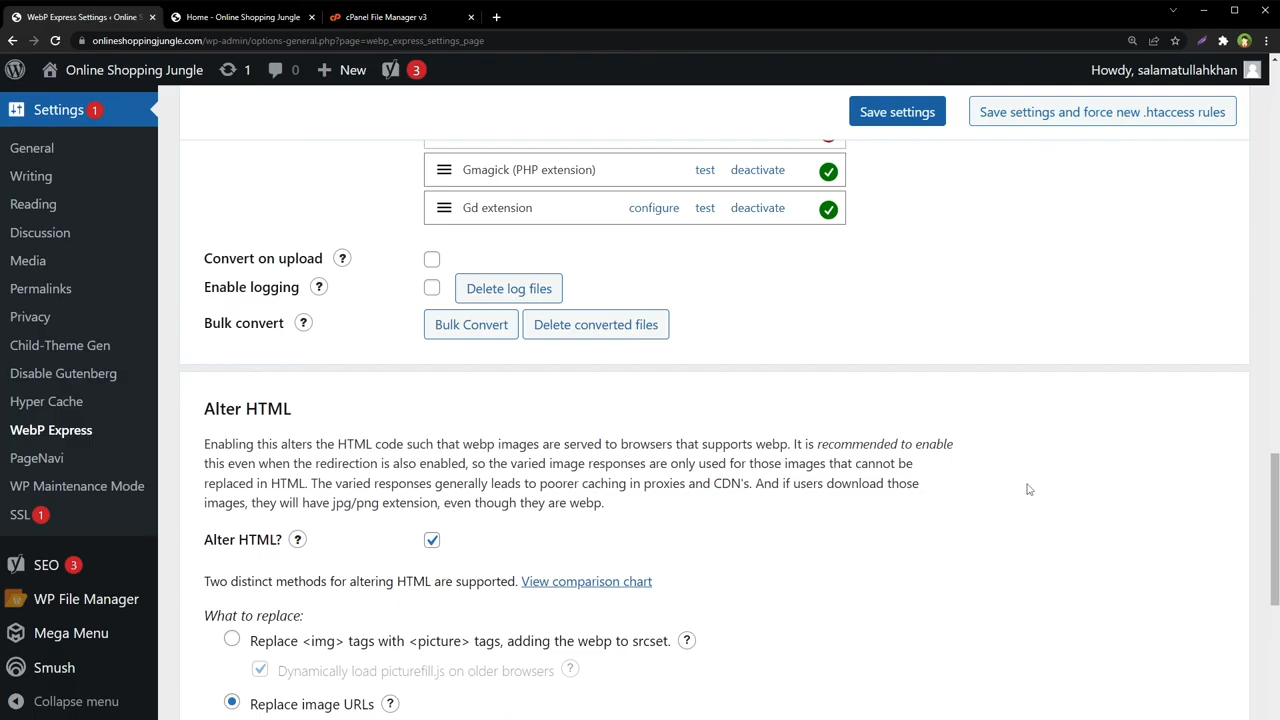 WebP Express Settings ‹ Online S
Home - Online Shopping Jungle
cP cPanel File Manager v3
onlineshoppingjungle.com/wp-admin/options-general.php?page=webp_express_settings_page
Online Shopping Jungle 1 0 New 3
Howdy, salamatullahkhan
Settings 1
General
Writing
Reading
Discussion
Media
Permalinks
Privacy
Child-Theme Gen
Disable Gutenberg
Hyper Cache
WebP Express
PageNavi
WP Maintenance Mode
SSL 1
SEO 3
WP File Manager
Mega Menu
Smush
Collapse menu
Save settings
Save settings and force new .htaccess rules
Gmagick (PHP extension) test deactivate
Gd extension configure test deactivate
Convert on upload ?
Enable logging ? Delete log files
Bulk convert ? Bulk Convert Delete converted files
Alter HTML
Enabling this alters the HTML code such that webp images are served to browsers that supports webp. It is recommended to enable
this even when the redirection is also enabled, so the varied image responses are only used for those images that cannot be
replaced in HTML. The varied responses generally leads to poorer caching in proxies and CDN's. And if users download those
images, they will have jpg/png extension, even though they are webp.
Alter HTML? ?
Two distinct methods for altering HTML are supported. View comparison chart
What to replace:
Replace <img> tags with <picture> tags, adding the webp to srcset. ?
Dynamically load picturefill.js on older browsers ?
Replace image URLs ?